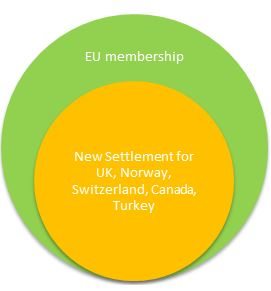 EU membership
New Settlement for
UK, Norway,
Switzerland, Canada,
Turkey